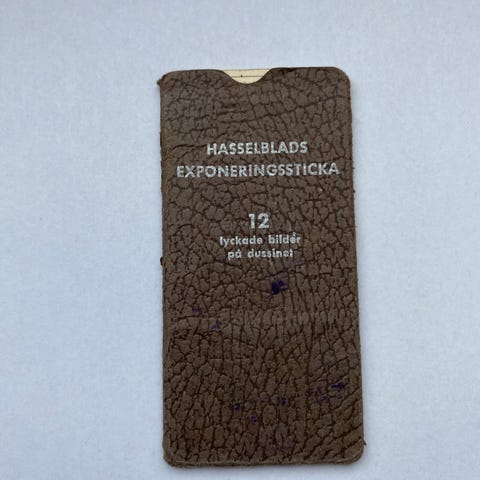 HASSELBLADS
EXPONERINGSSTICKA
12
lyckade bilder
på dussinet